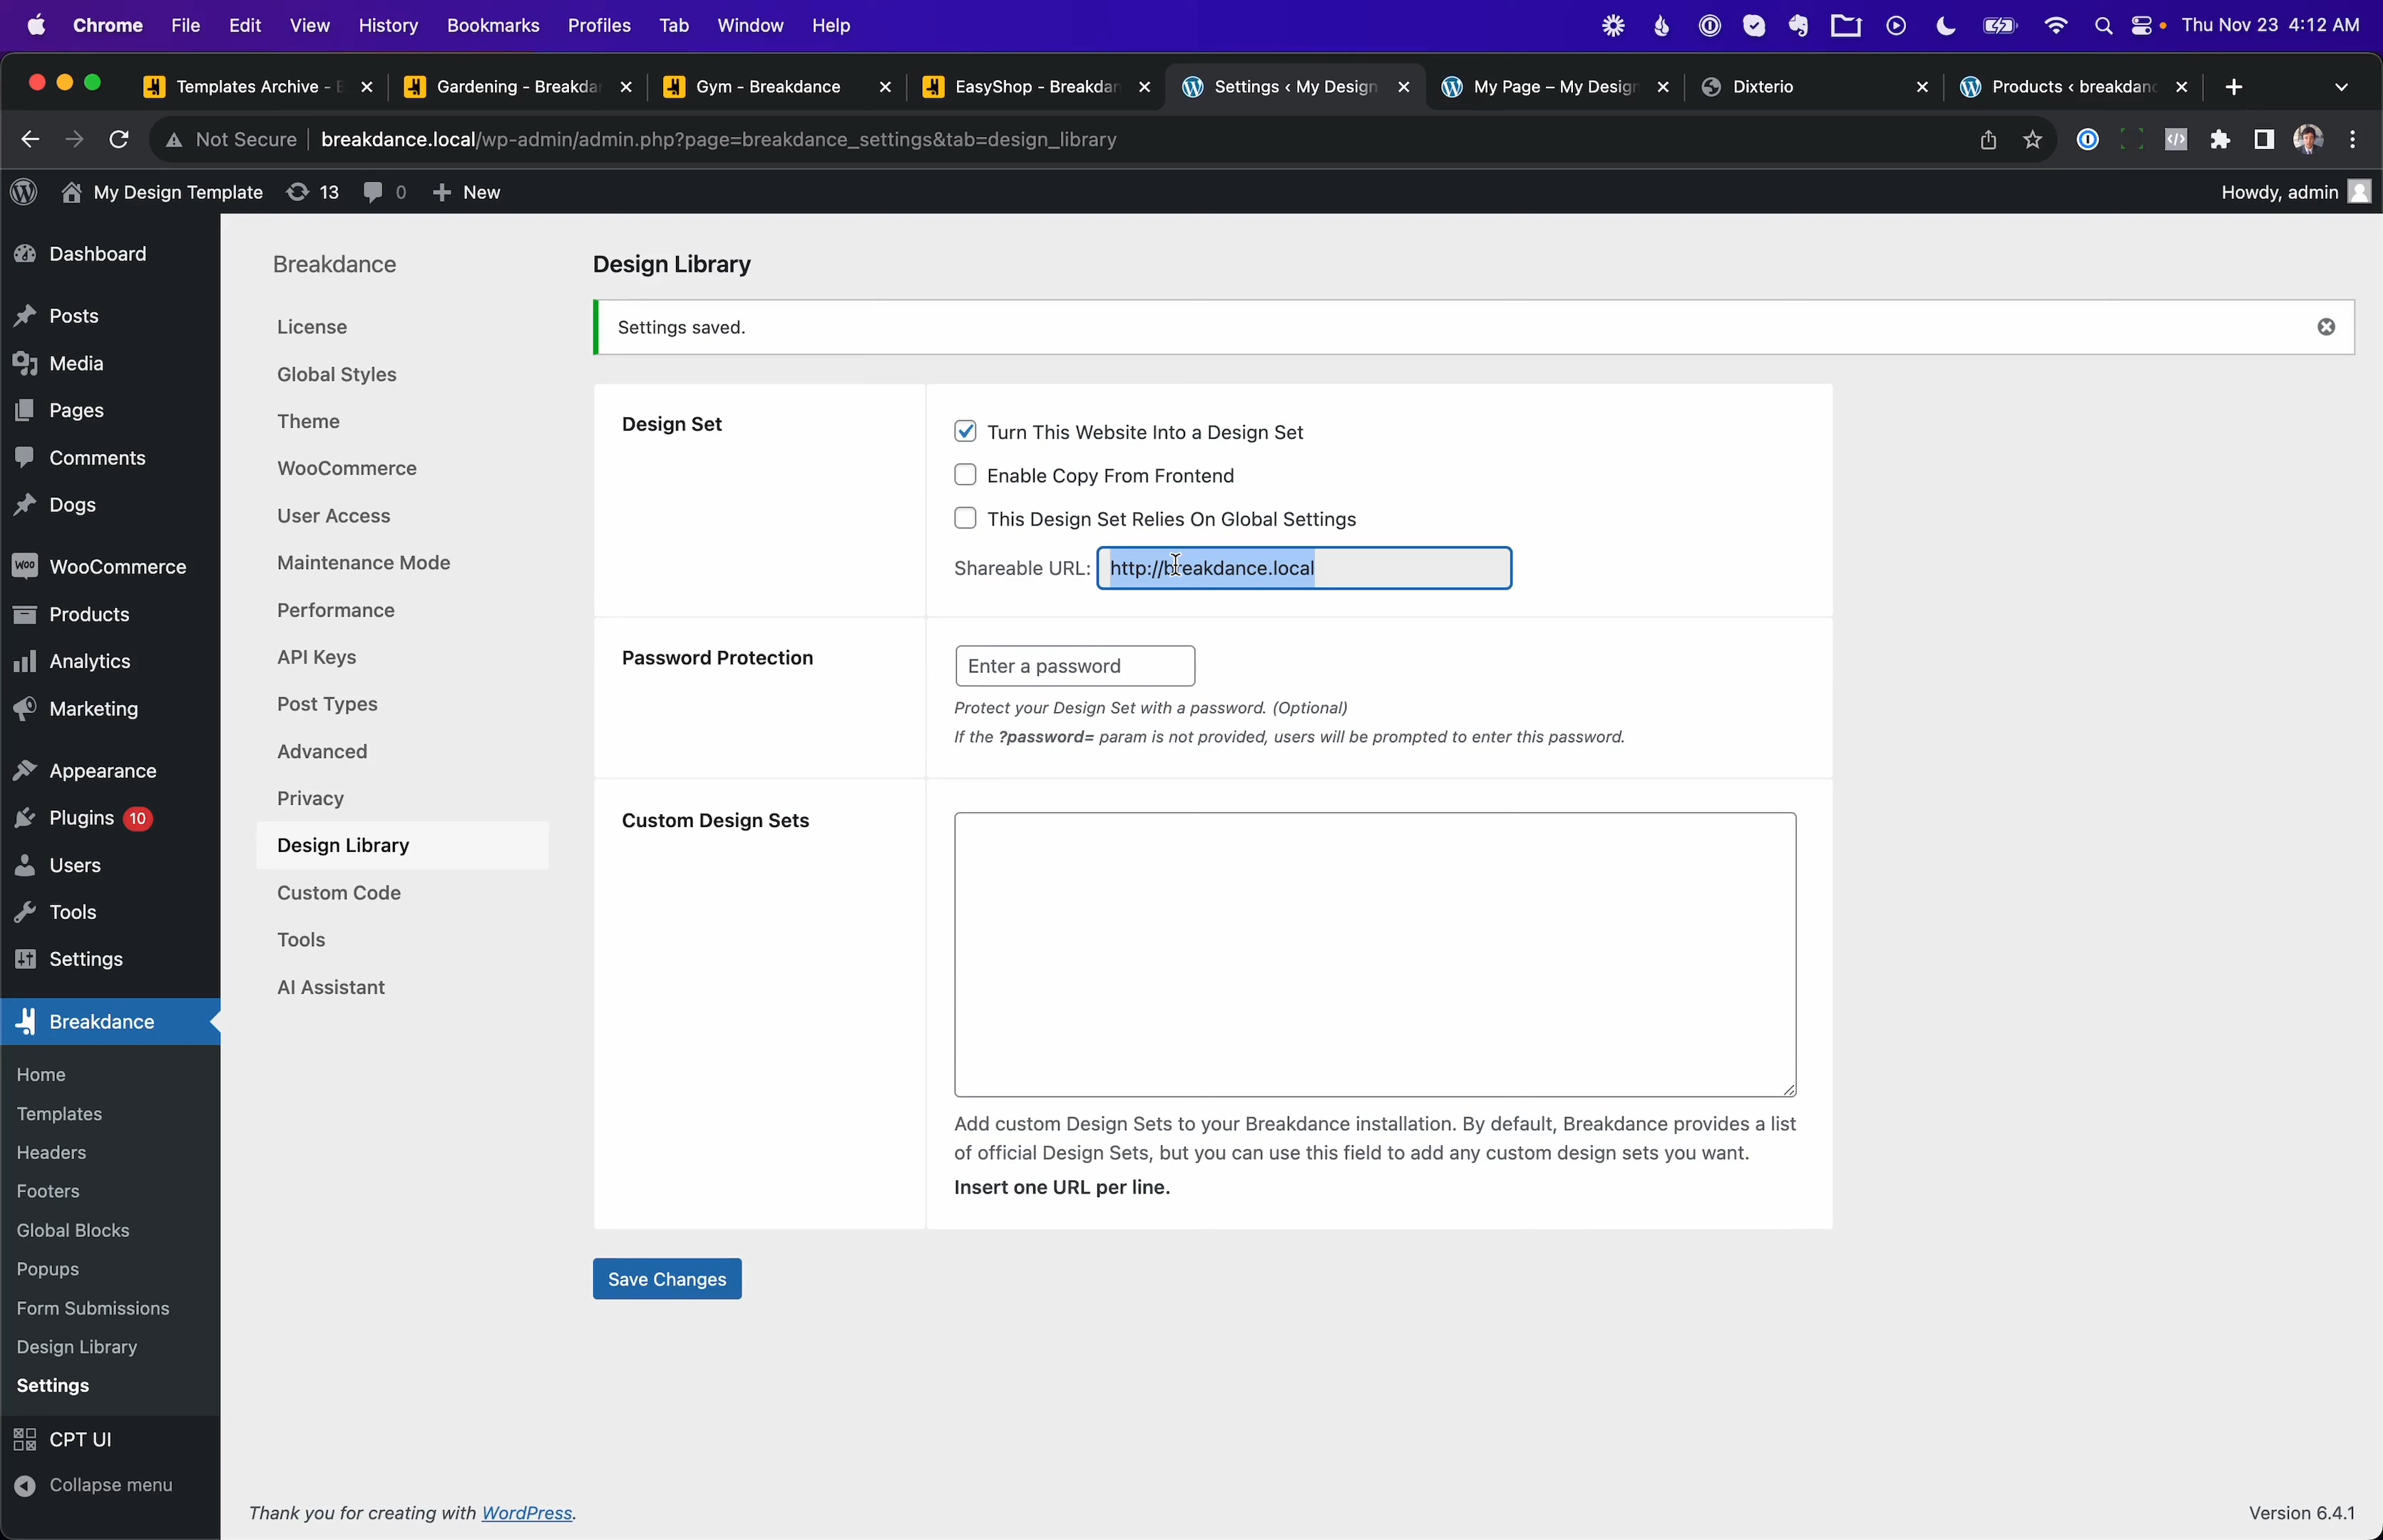 Chrome File Edit View History Bookmarks Profiles Tab Window Help Thu Nov 23 4:12 AM
Templates Archive - Gardening - Breakda Gym - Breakdance EasyShop - Breakdan Settings ‹ My Design My Page – My Design Dixterio Products ‹ breakdanc
Not Secure breakdance.local/wp-admin/admin.php?page=breakdance_settings&tab=design_library
My Design Template 13 0 New Howdy, admin
Dashboard
Posts
Media
Pages
Comments
Dogs
WooCommerce
Products
Analytics
Marketing
Appearance
Plugins 10
Users
Tools
Settings
Breakdance
Home
Templates
Headers
Footers
Global Blocks
Popups
Form Submissions
Design Library
Settings
CPT UI
Collapse menu
Breakdance
License
Global Styles
Theme
WooCommerce
User Access
Maintenance Mode
Performance
API Keys
Post Types
Advanced
Privacy
Design Library
Custom Code
Tools
AI Assistant
Design Library
Settings saved.
Design Set
Turn This Website Into a Design Set
Enable Copy From Frontend
This Design Set Relies On Global Settings
Shareable URL: http://breakdance.local
Password Protection
Enter a password
Protect your Design Set with a password. (Optional)
If the ?password= param is not provided, users will be prompted to enter this password.
Custom Design Sets
Add custom Design Sets to your Breakdance installation. By default, Breakdance provides a list
of official Design Sets, but you can use this field to add any custom design sets you want.
Insert one URL per line.
Save Changes
Thank you for creating with WordPress.
Version 6.4.1